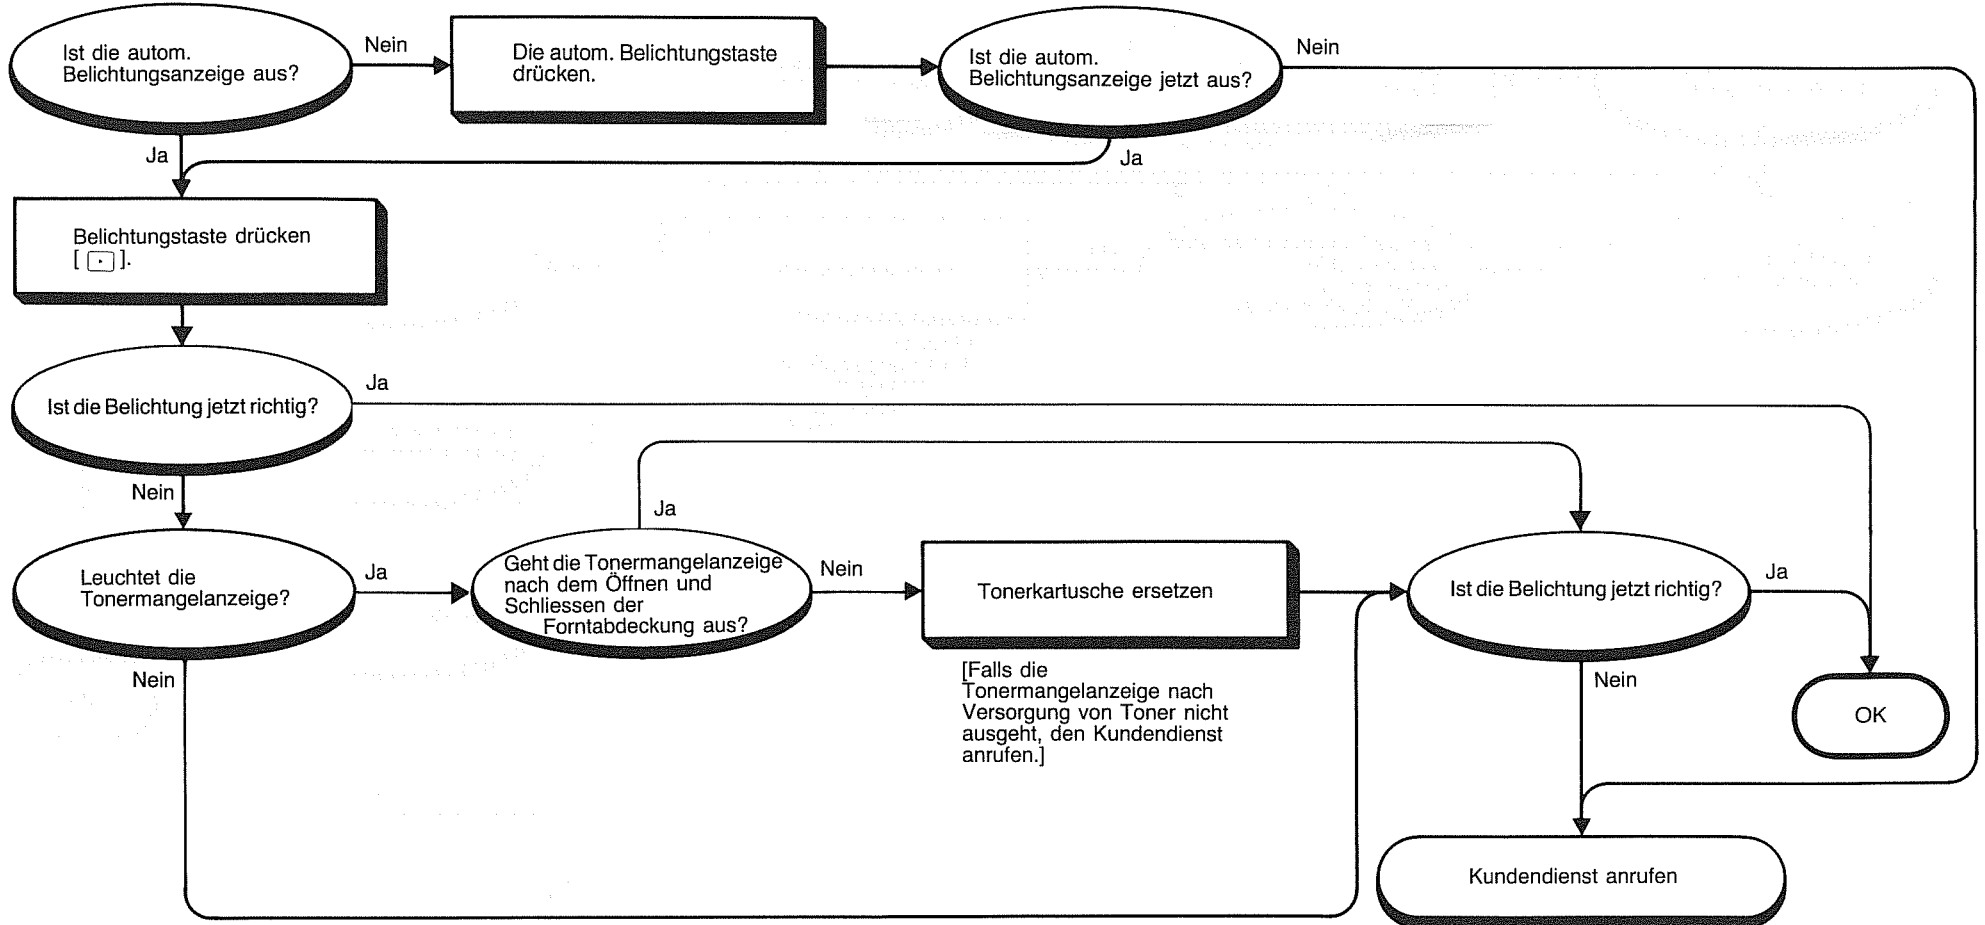 Ist die autom.
Belichtungsanzeige aus?
Nein
Die autom. Belichtungstaste
drücken.
Ist die autom.
Belichtungsanzeige jetzt aus?
Nein
Ja
Ja
Belichtungstaste drücken
[ ⊡ ].
Ist die Belichtung jetzt richtig?
Ja
Nein
Leuchtet die
Tonermangelanzeige?
Ja
Nein
Geht die Tonermangelanzeige
nach dem Öffnen und
Schliessen der
Forntabdeckung aus?
Ja
Nein
Tonerkartusche ersetzen
[Falls die
Tonermangelanzeige nach
Versorgung von Toner nicht
ausgeht, den Kundendienst
anrufen.]
Ist die Belichtung jetzt richtig?
Ja
Nein
OK
Kundendienst anrufen